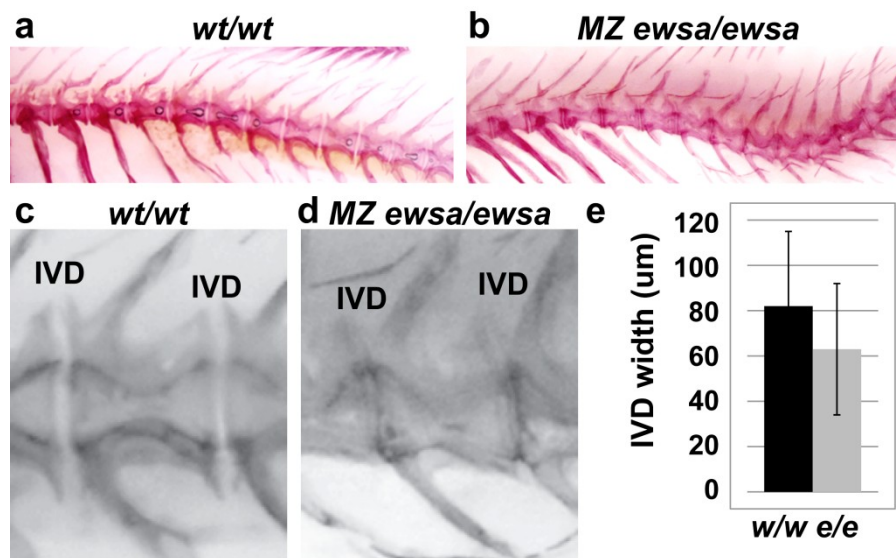 a wt/wt
b MZ ewsa/ewsa
c wt/wt
IVD IVD
d MZ ewsa/ewsa
IVD IVD
e
IVD width (um)
120
100
80
60
40
20
0
w/w e/e